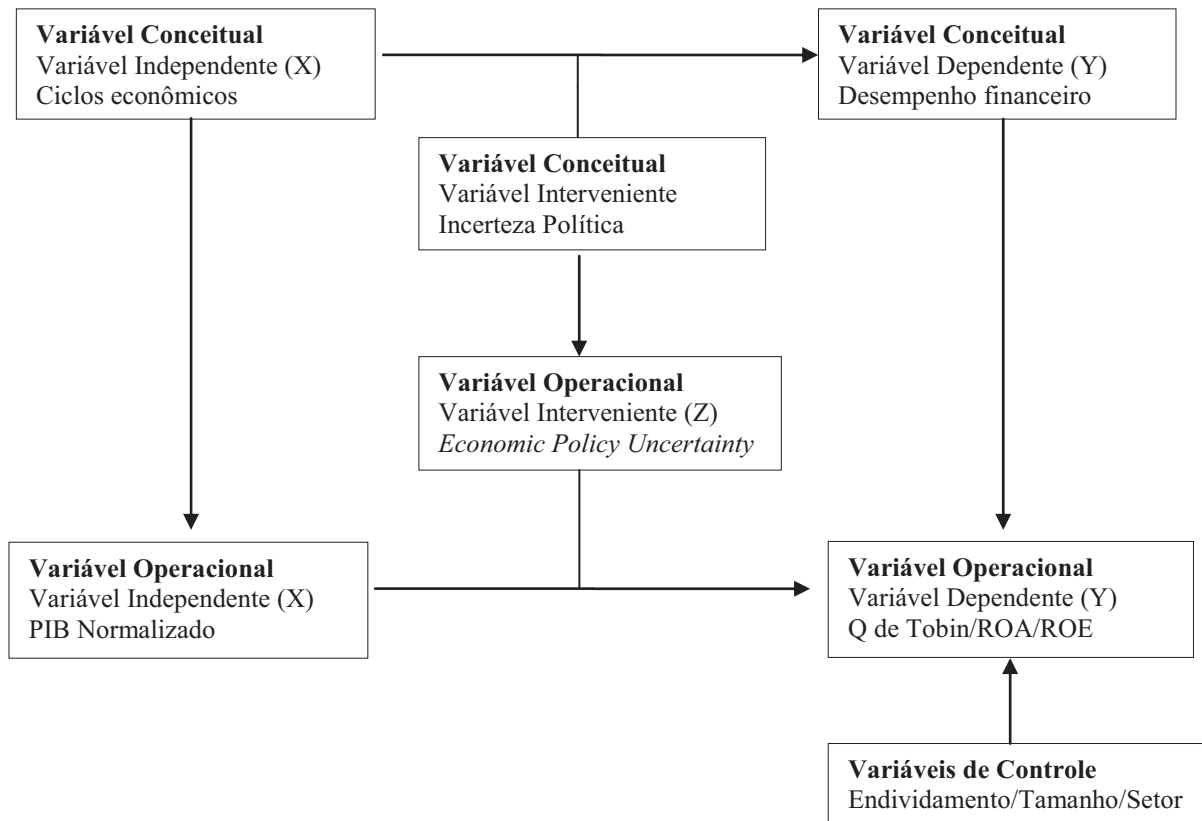 Variável Conceitual
Variável Independente (X)
Ciclos econômicos
Variável Conceitual
Variável Dependente (Y)
Desempenho financeiro
Variável Conceitual
Variável Interveniente
Incerteza Política
Variável Operacional
Variável Interveniente (Z)
Economic Policy Uncertainty
Variável Operacional
Variável Independente (X)
PIB Normalizado
Variável Operacional
Variável Dependente (Y)
Q de Tobin/ROA/ROE
Variáveis de Controle
Endividamento/Tamanho/Setor